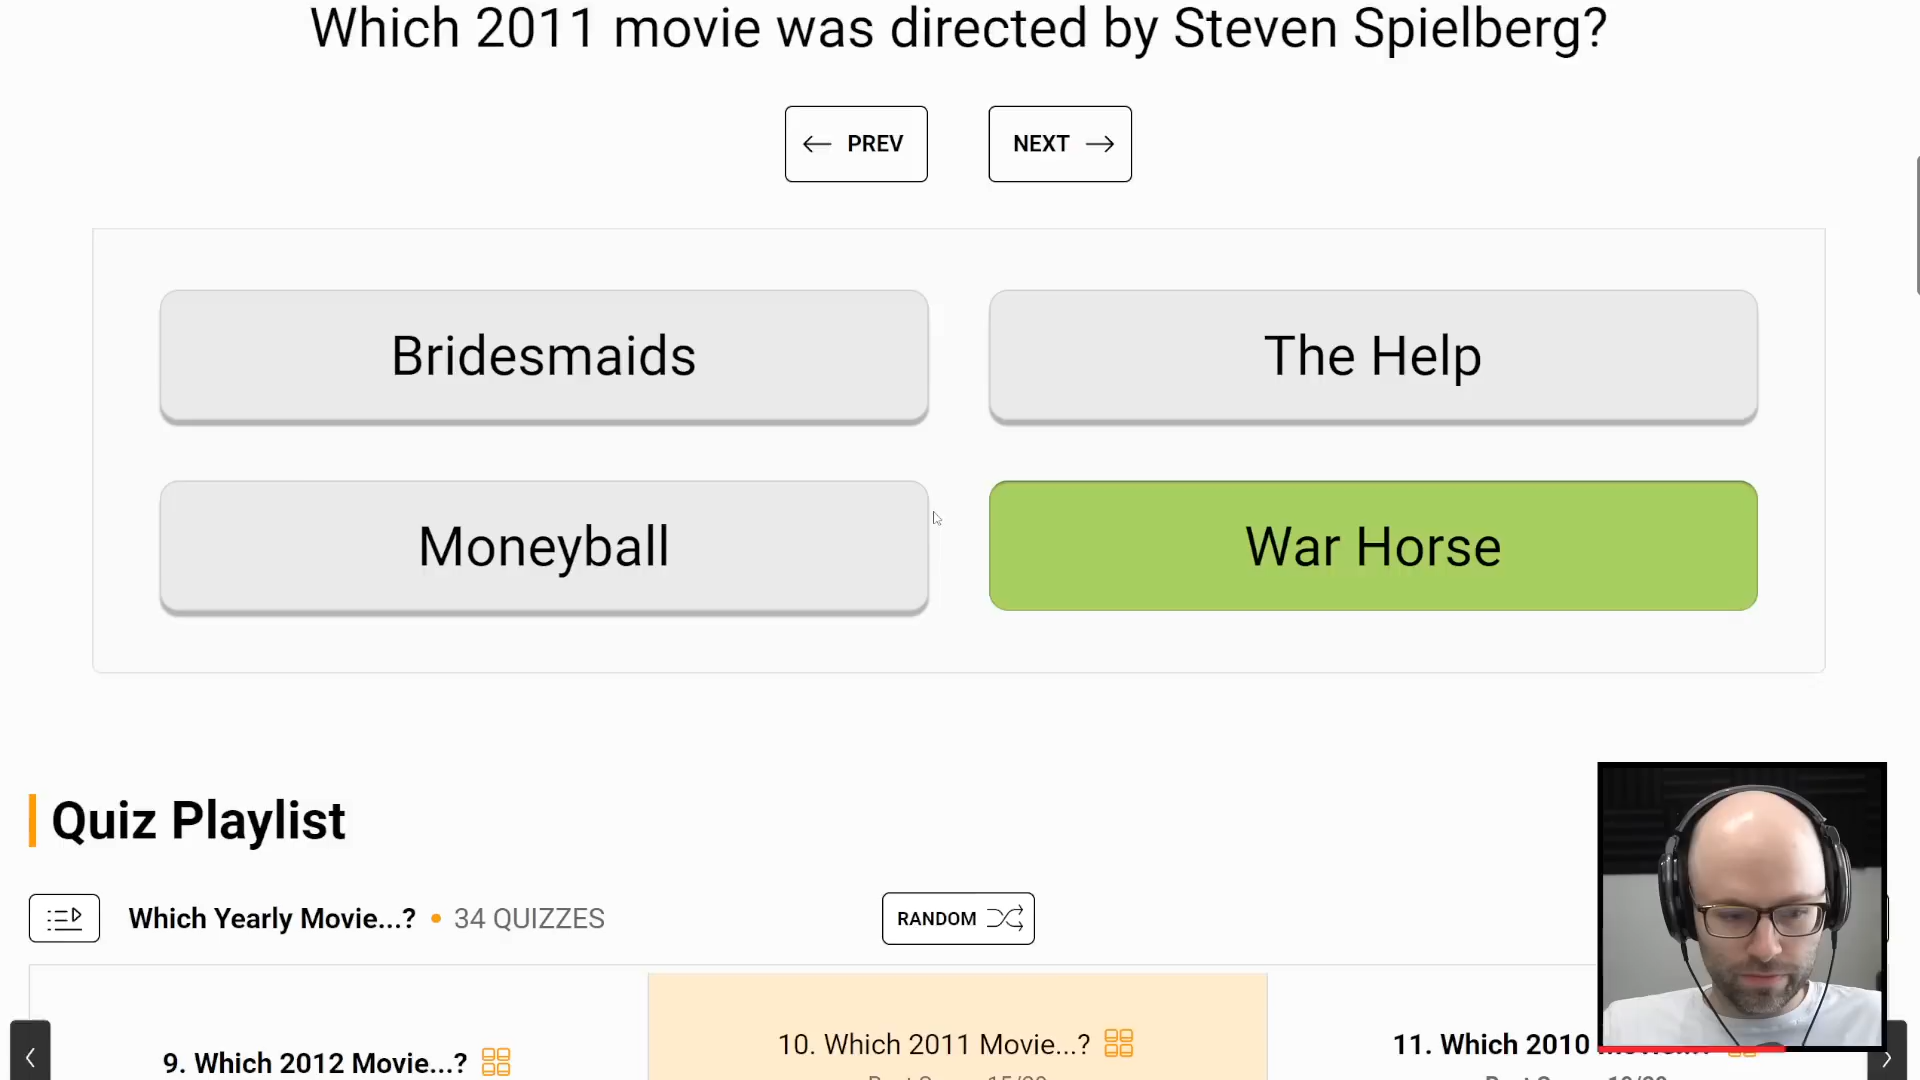 Which 2011 movie was directed by Steven Spielberg?
PREV
NEXT
Bridesmaids
The Help
Moneyball
War Horse
Quiz Playlist
Which Yearly Movie...? • 34 QUIZZES
RANDOM
9. Which 2012 Movie...?
10. Which 2011 Movie...?
11. Which 2010